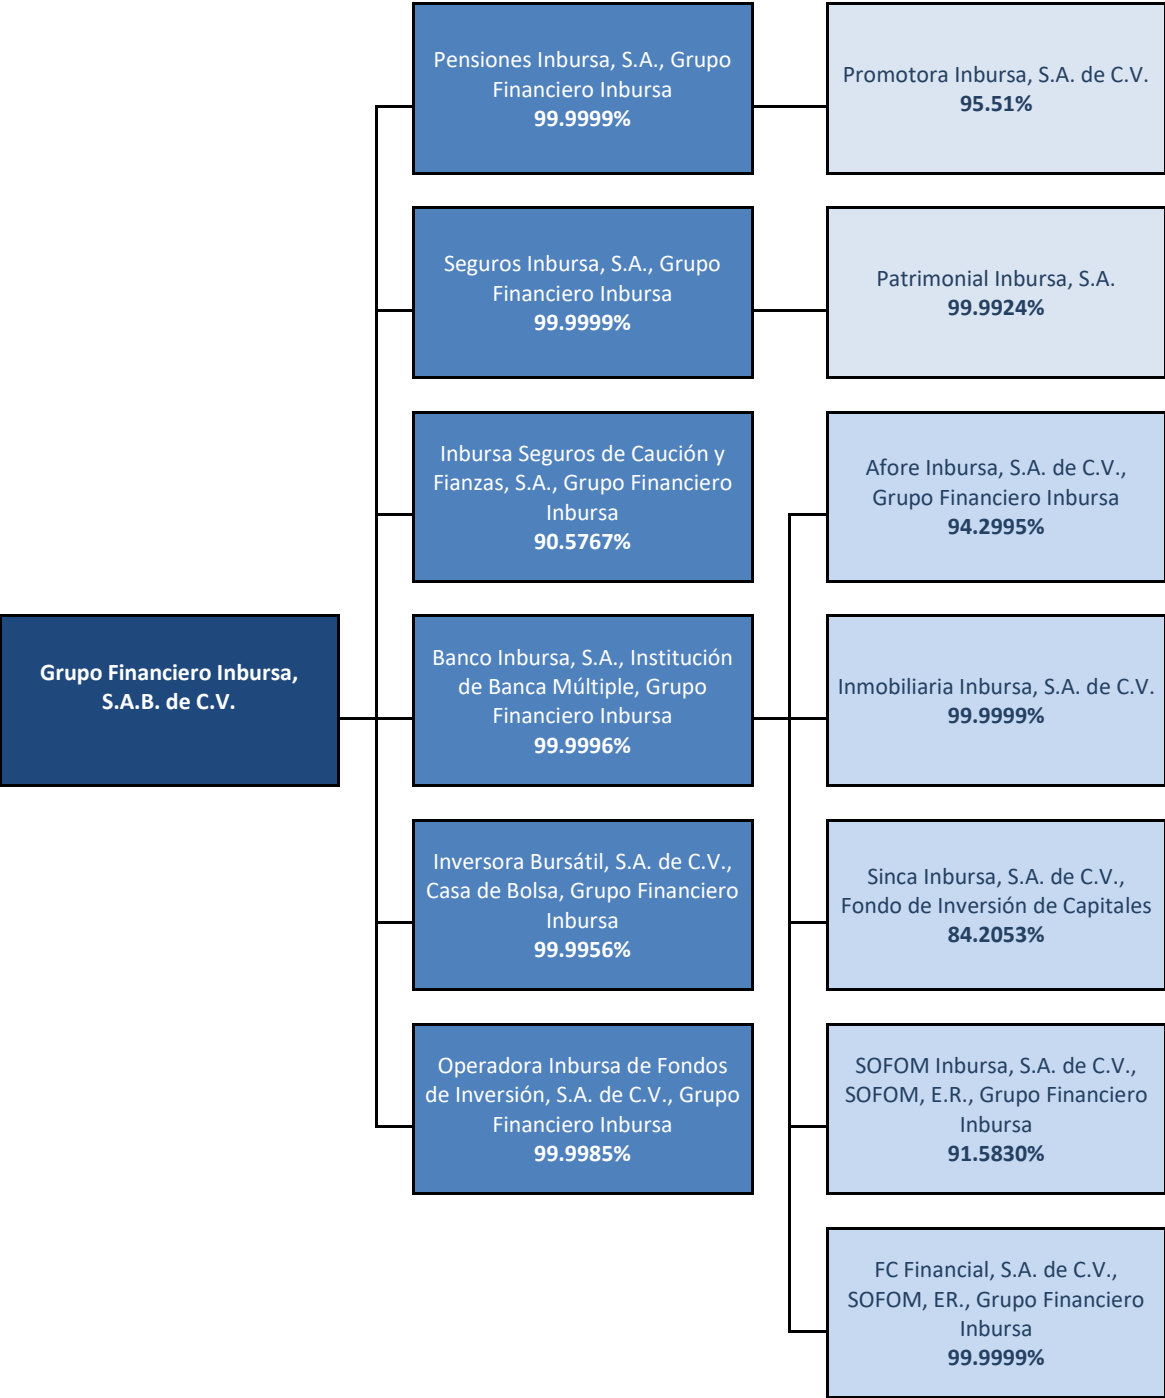 Pensiones Inbursa, S.A., Grupo
Financiero Inbursa
99.9999%
Promotora Inbursa, S.A. de C.V.
95.51%
Seguros Inbursa, S.A., Grupo
Financiero Inbursa
99.9999%
Patrimonial Inbursa, S.A.
99.9924%
Inbursa Seguros de Caución y
Fianzas, S.A., Grupo Financiero
Inbursa
90.5767%
Afore Inbursa, S.A. de C.V.,
Grupo Financiero Inbursa
94.2995%
Grupo Financiero Inbursa,
S.A.B. de C.V.
Banco Inbursa, S.A., Institución
de Banca Múltiple, Grupo
Financiero Inbursa
99.9996%
Inmobiliaria Inbursa, S.A. de C.V.
99.9999%
Inversora Bursátil, S.A. de C.V.,
Casa de Bolsa, Grupo Financiero
Inbursa
99.9956%
Sinca Inbursa, S.A. de C.V.,
Fondo de Inversión de Capitales
84.2053%
Operadora Inbursa de Fondos
de Inversión, S.A. de C.V., Grupo
Financiero Inbursa
99.9985%
SOFOM Inbursa, S.A. de C.V.,
SOFOM, E.R., Grupo Financiero
Inbursa
91.5830%
FC Financial, S.A. de C.V.,
SOFOM, ER., Grupo Financiero
Inbursa
99.9999%